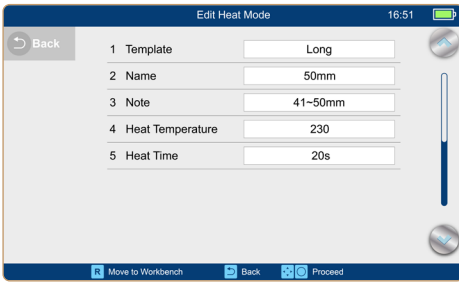 Edit Heat Mode 16:51
Back
1 Template Long
2 Name 50mm
3 Note 41~50mm
4 Heat Temperature 230
5 Heat Time 20s
R Move to Workbench Back Proceed